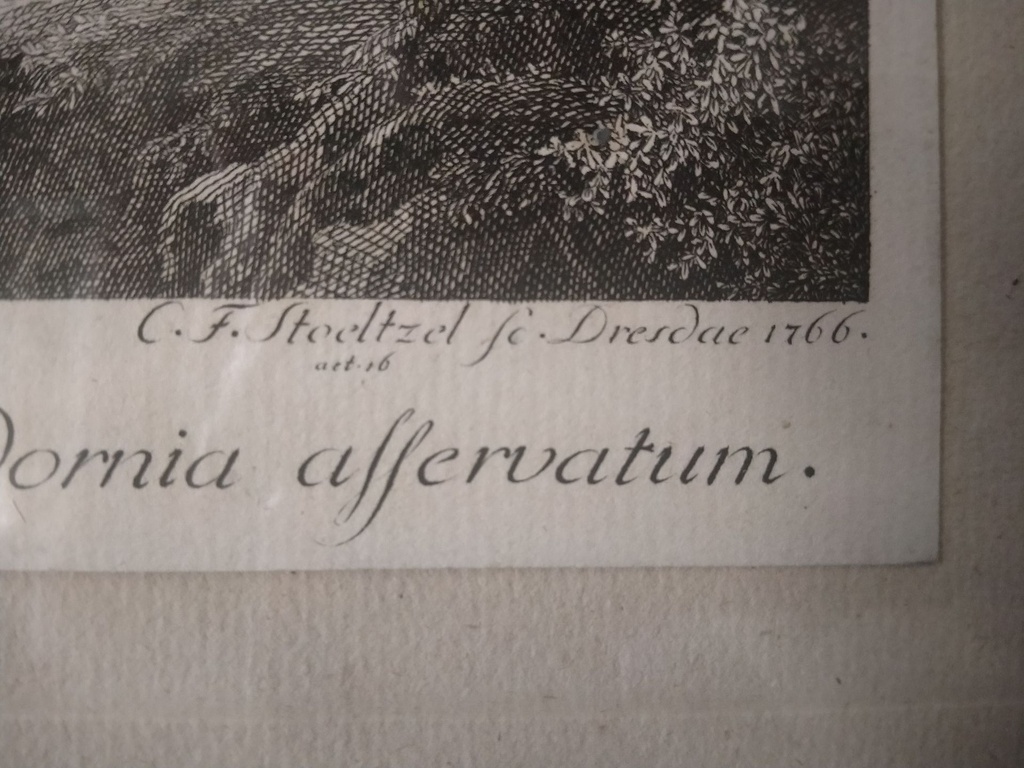 C. F. Stoeltzel ſc. Dresdae 1766.
aet. 16
ornia aſſervatum.